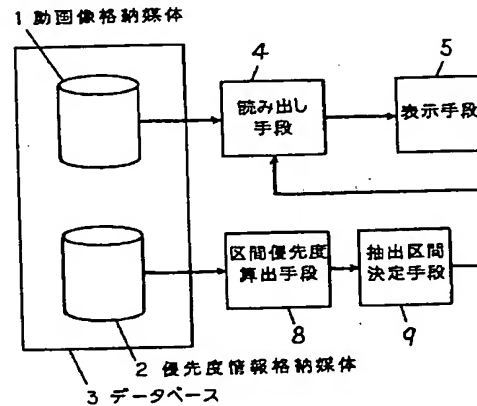 1 動画像格納媒体
4
読み出し
手段
5
表示手段
区間優先度
算出手段
8
抽出区間
決定手段
9
2 優先度情報格納媒体
3 データベース